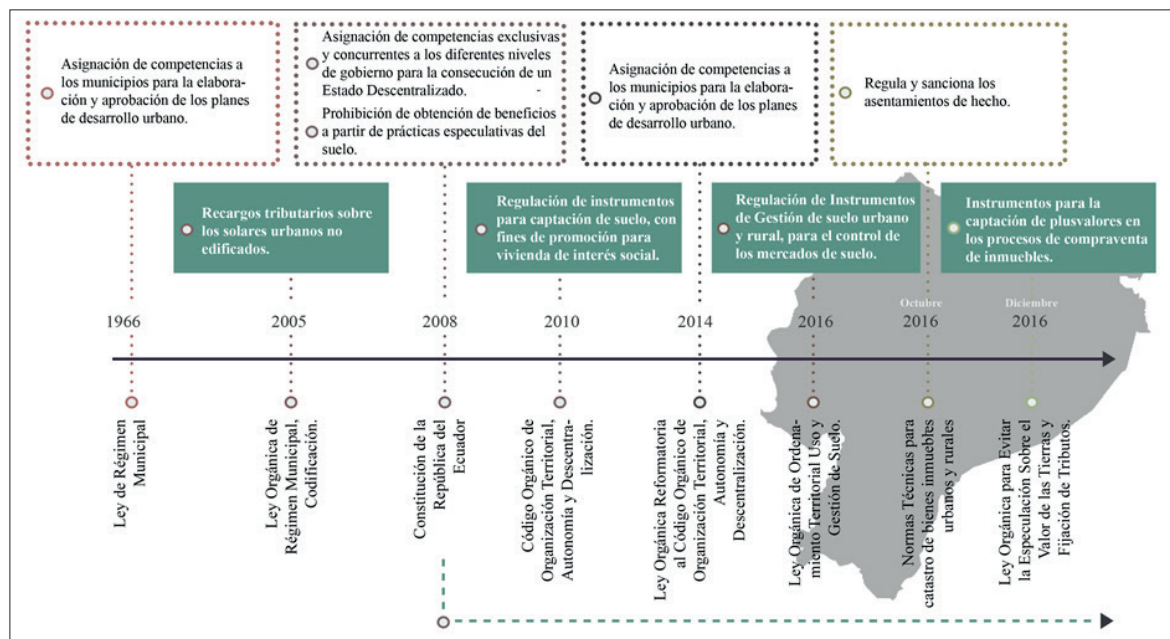 Asignación de competencias a
los municipios para la elabora-
ción y aprobación de los planes
de desarrollo urbano.
Asignación de competencias exclusivas
y concurrentes a los diferentes niveles
de gobierno para la consecución de un
Estado Descentralizado. -
Prohibición de obtención de beneficios
a partir de prácticas especulativas del
suelo.
Asignación de competencias a
los municipios para la elabora-
ción y aprobación de los planes
de desarrollo urbano.
Regula y sanciona los
asentamientos de hecho.
Recargos tributarios sobre
los solares urbanos no
edificados.
Regulación de instrumentos
para captación de suelo, con
fines de promoción para
vivienda de interés social.
Regulación de Instrumentos
de Gestión de suelo urbano
y rural, para el control de
los mercados de suelo.
Instrumentos para la
captación de plusvalores en
los procesos de compraventa
de inmuebles.
1966
2005
2008
2010
2014
2016
Octubre
2016
Diciembre
2016
Ley de Régimen
Municipal
Ley Orgánica de
Régimen Municipal,
Codificación.
Constitución de la
República del
Ecuador
Código Orgánico de
Organización Territorial,
Autonomía y Descentra-
lización.
Ley Orgánica Reformatoria
al Código Orgánico de
Organización Territorial,
Autonomía y
Descentralización.
Ley Orgánica de Ordena-
miento Territorial Uso y
Gestión de Suelo.
Normas Técnicas para
catastro de bienes inmuebles
urbanos y rurales
Ley Orgánica para Evitar
la Especulación Sobre el
Valor de las Tierras y
Fijación de Tributos.